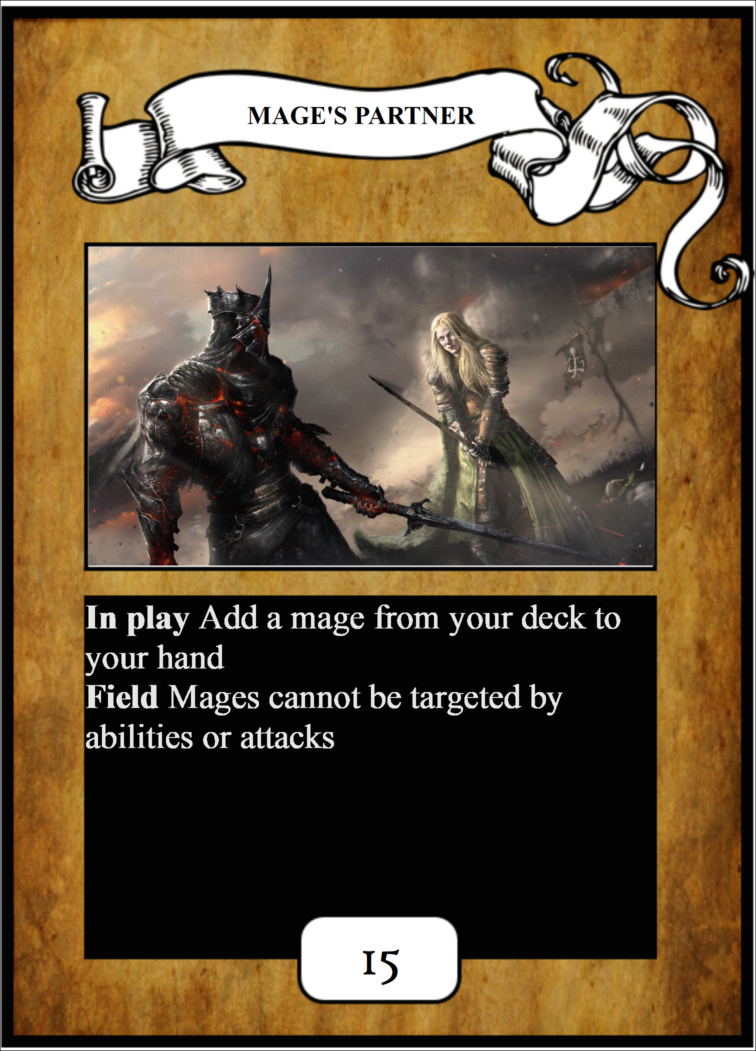 MAGE'S PARTNER
In play Add a mage from your deck to
your hand
Field Mages cannot be targeted by
abilities or attacks
15